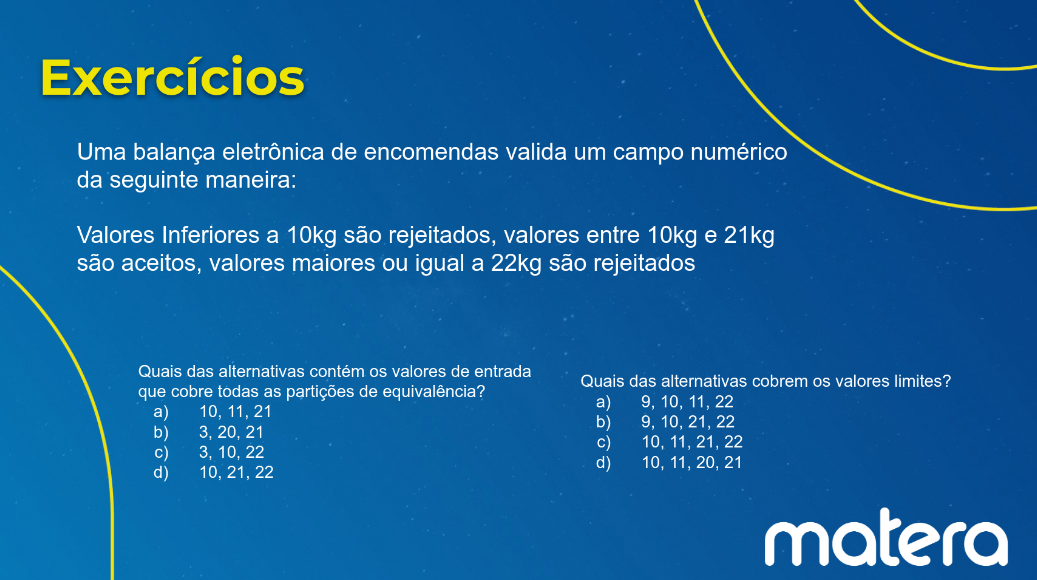 Exercícios
Uma balança eletrônica de encomendas valida um campo numérico
da seguinte maneira:
Valores Inferiores a 10kg são rejeitados, valores entre 10kg e 21kg
são aceitos, valores maiores ou igual a 22kg são rejeitados
Quais das alternativas contém os valores de entrada
que cobre todas as partições de equivalência?
a) 10, 11, 21
b) 3, 20, 21
c) 3, 10, 22
d) 10, 21, 22
Quais das alternativas cobrem os valores limites?
a) 9, 10, 11, 22
b) 9, 10, 21, 22
c) 10, 11, 21, 22
d) 10, 11, 20, 21
matera